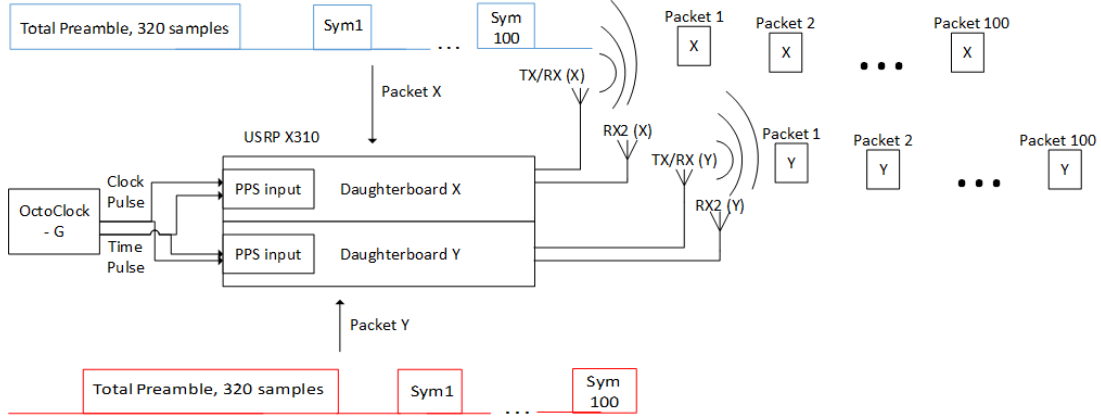 Total Preamble, 320 samples
Sym1
...
Sym
100
Packet 1
X
Packet 2
X
...
Packet 100
X
TX/RX (X)
Packet X
RX2 (X)
USRP X310
Packet 1
Y
Packet 2
Y
...
Packet 100
Y
TX/RX (Y)
Clock
Pulse
PPS input
Daughterboard X
RX2 (Y)
OctoClock
- G
Time
Pulse
PPS input
Daughterboard Y
Packet Y
Total Preamble, 320 samples
Sym1
...
Sym
100